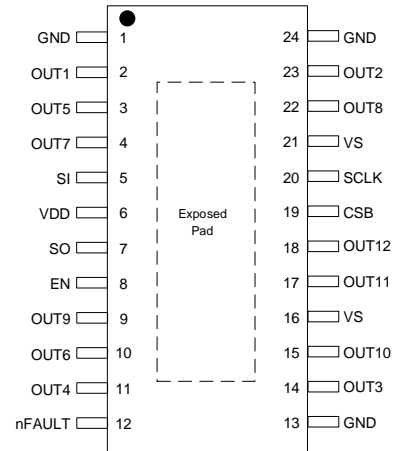 GND 1 24 GND
OUT1 2 23 OUT2
OUT5 3 22 OUT8
OUT7 4 21 VS
SI 5 20 SCLK
VDD 6 19 CSB
Exposed
Pad
SO 7 18 OUT12
EN 8 17 OUT11
OUT9 9 16 VS
OUT6 10 15 OUT10
OUT4 11 14 OUT3
nFAULT 12 13 GND